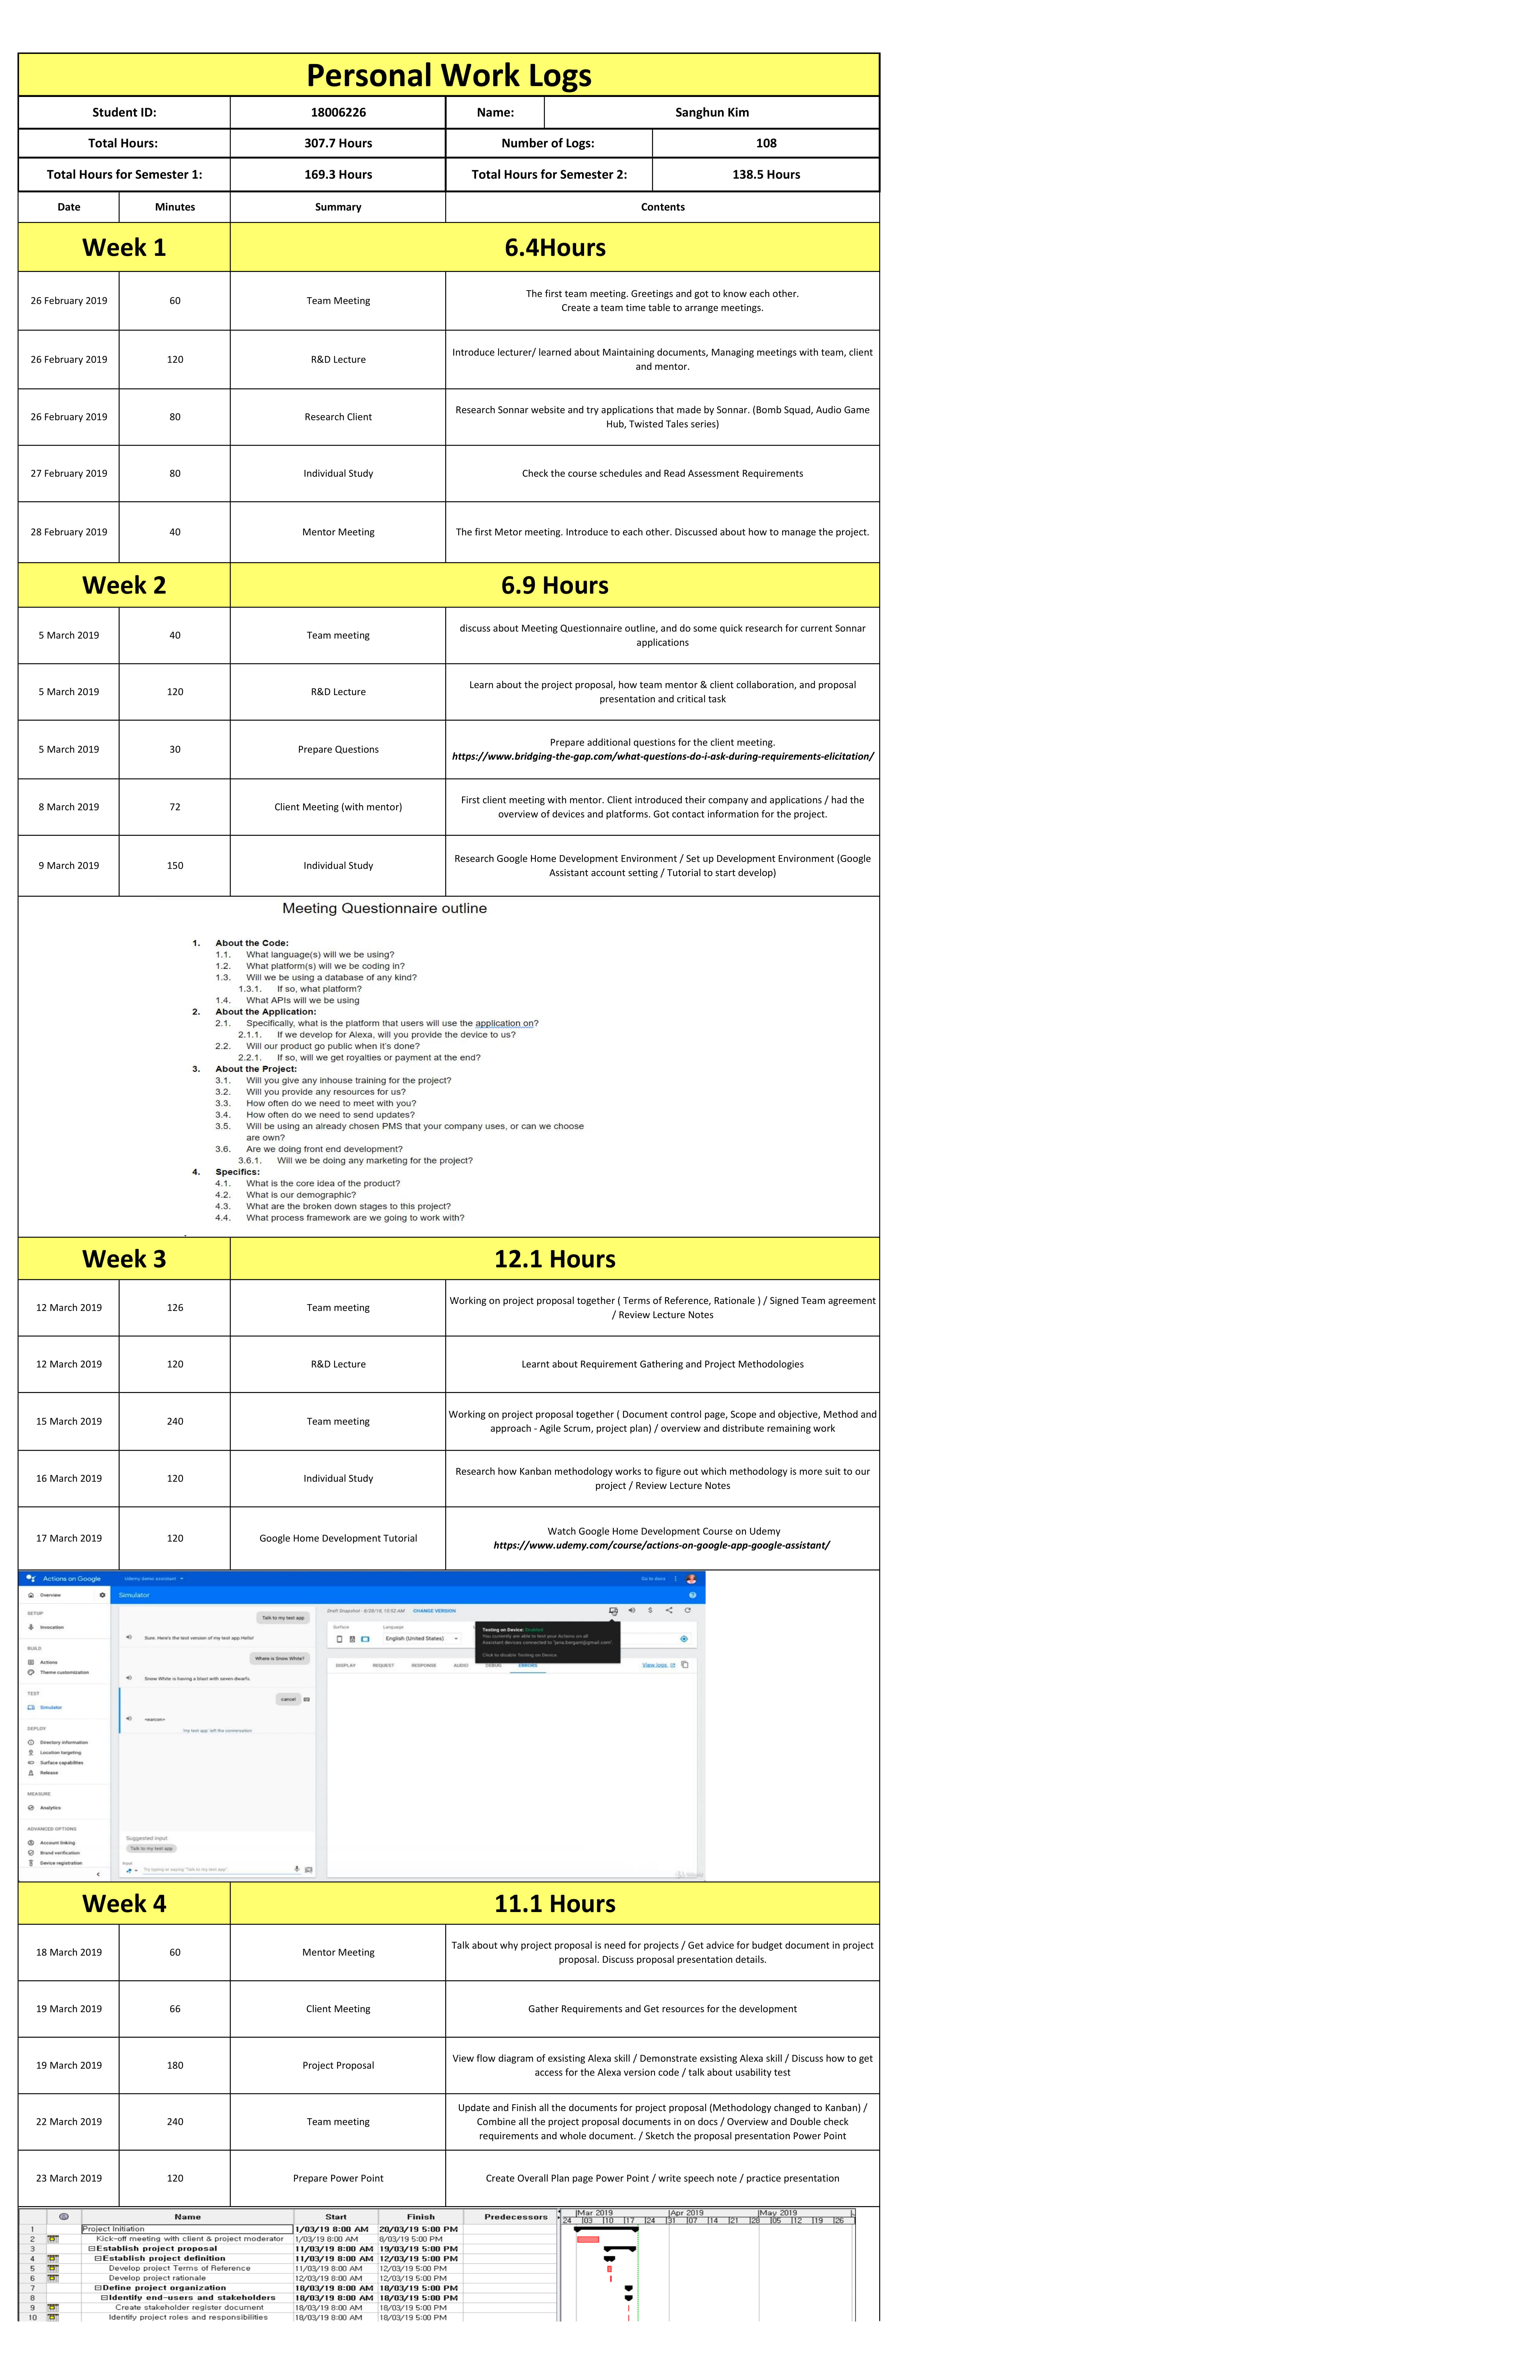 Personal Work Logs
Student ID: 18006226 Name: Sanghun Kim
Total Hours: 307.7 Hours Number of Logs: 108
Total Hours for Semester 1: 169.3 Hours Total Hours for Semester 2: 138.5 Hours
Date Minutes Summary Contents
Week 1 6.4Hours
26 February 2019 60 Team Meeting The first team meeting. Greetings and got to know each other.
Create a team time table to arrange meetings.
26 February 2019 120 R&D Lecture Introduce lecturer/ learned about Maintaining documents, Managing meetings with team, client
and mentor.
26 February 2019 80 Research Client Research Sonnar website and try applications that made by Sonnar. (Bomb Squad, Audio Game
Hub, Twisted Tales series)
27 February 2019 80 Individual Study Check the course schedules and Read Assessment Requirements
28 February 2019 40 Mentor Meeting The first Metor meeting. Introduce to each other. Discussed about how to manage the project.
Week 2 6.9 Hours
5 March 2019 40 Team meeting discuss about Meeting Questionnaire outline, and do some quick research for current Sonnar
applications
5 March 2019 120 R&D Lecture Learn about the project proposal, how team mentor & client collaboration, and proposal
presentation and critical task
5 March 2019 30 Prepare Questions Prepare additional questions for the client meeting.
https://www.bridging-the-gap.com/what-questions-do-i-ask-during-requirements-elicitation/
8 March 2019 72 Client Meeting (with mentor) First client meeting with mentor. Client introduced their company and applications / had the
overview of devices and platforms. Got contact information for the project.
9 March 2019 150 Individual Study Research Google Home Development Environment / Set up Development Environment (Google
Assistant account setting / Tutorial to start develop)
Meeting Questionnaire outline
1. About the Code:
1.1. What language(s) will we be using?
1.2. What platform(s) will we be coding in?
1.3. Will we be using a database of any kind?
1.3.1. If so, what platform?
1.4. What APIs will we be using
2. About the Application:
2.1. Specifically, what is the platform that users will use the application on?
2.1.1. If we develop for Alexa, will you provide the device to us?
2.2. Will our product go public when it's done?
2.2.1. If so, will we get royalties or payment at the end?
3. About the Project:
3.1. Will you give any inhouse training for the project?
3.2. Will you provide any resources for us?
3.3. How often do we need to meet with you?
3.4. How often do we need to send updates?
3.5. Will be using an already chosen PMS that your company uses, or can we choose
are own?
3.6. Are we doing front end development?
3.6.1. Will we be doing any marketing for the project?
4. Specifics:
4.1. What is the core idea of the product?
4.2. What is our demographic?
4.3. What are the broken down stages to this project?
4.4. What process framework are we going to work with?
Week 3 12.1 Hours
12 March 2019 126 Team meeting Working on project proposal together ( Terms of Reference, Rationale ) / Signed Team agreement
/ Review Lecture Notes
12 March 2019 120 R&D Lecture Learnt about Requirement Gathering and Project Methodologies
15 March 2019 240 Team meeting Working on project proposal together ( Document control page, Scope and objective, Method and
approach - Agile Scrum, project plan) / overview and distribute remaining work
16 March 2019 120 Individual Study Research how Kanban methodology works to figure out which methodology is more suit to our
project / Review Lecture Notes
17 March 2019 120 Google Home Development Tutorial Watch Google Home Development Course on Udemy
https://www.udemy.com/course/actions-on-google-app-google-assistant/
Actions on Google Udemy demo assistant Go to docs
Overview Simulator
SETUP
Invocation
BUILD
Actions
Theme customization
TEST
Simulator
DEPLOY
Directory information
Location targeting
Surface capabilities
Release
MEASURE
Analytics
ADVANCED OPTIONS
Account linking
Brand verification
Device registration
Talk to my test app
Sure. Here's the test version of my test app Hello!
Where is Snow White?
Snow White is having a blast with seven dwarfs.
cancel
<earcon>
'my test app' left the conversation
Suggested input
Talk to my test app
Input
Try typing or saying "Talk to my test app".
Draft Snapshot - 6/28/18, 10:52 AM CHANGE VERSION
Surface Language
English (United States)
Testing on Device: Enabled
You currently are able to test your Actions on all
Assistant devices connected to
Click to disable Testing on Device
DISPLAY REQUEST RESPONSE AUDIO DEBUG ERRORS View logs
Week 4 11.1 Hours
18 March 2019 60 Mentor Meeting Talk about why project proposal is need for projects / Get advice for budget document in project
proposal. Discuss proposal presentation details.
19 March 2019 66 Client Meeting Gather Requirements and Get resources for the development
19 March 2019 180 Project Proposal View flow diagram of exsisting Alexa skill / Demonstrate exsisting Alexa skill / Discuss how to get
access for the Alexa version code / talk about usability test
22 March 2019 240 Team meeting Update and Finish all the documents for project proposal (Methodology changed to Kanban) /
Combine all the project proposal documents in on docs / Overview and Double check
requirements and whole document. / Sketch the proposal presentation Power Point
23 March 2019 120 Prepare Power Point Create Overall Plan page Power Point / write speech note / practice presentation
Name Start Finish Predecessors Mar 2019 Apr 2019 May 2019
24 03 10 17 24 31 07 14 21 28 05 12 19 26
1 Project Initiation 1/03/19 8:00 AM 20/03/19 5:00 PM
2 Kick-off meeting with client & project moderator 1/03/19 8:00 AM 8/03/19 5:00 PM
3 Establish project proposal 11/03/19 8:00 AM 19/03/19 5:00 PM
4 Establish project definition 11/03/19 8:00 AM 12/03/19 5:00 PM
5 Develop project Terms of Reference 11/03/19 8:00 AM 12/03/19 5:00 PM
6 Develop project rationale 12/03/19 8:00 AM 12/03/19 5:00 PM
7 Define project organization 18/03/19 8:00 AM 18/03/19 5:00 PM
8 Identify end-users and stakeholders 18/03/19 8:00 AM 18/03/19 5:00 PM
9 Create stakeholder register document 18/03/19 8:00 AM 18/03/19 5:00 PM
10 Identify project roles and responsibilities 18/03/19 8:00 AM 18/03/19 5:00 PM